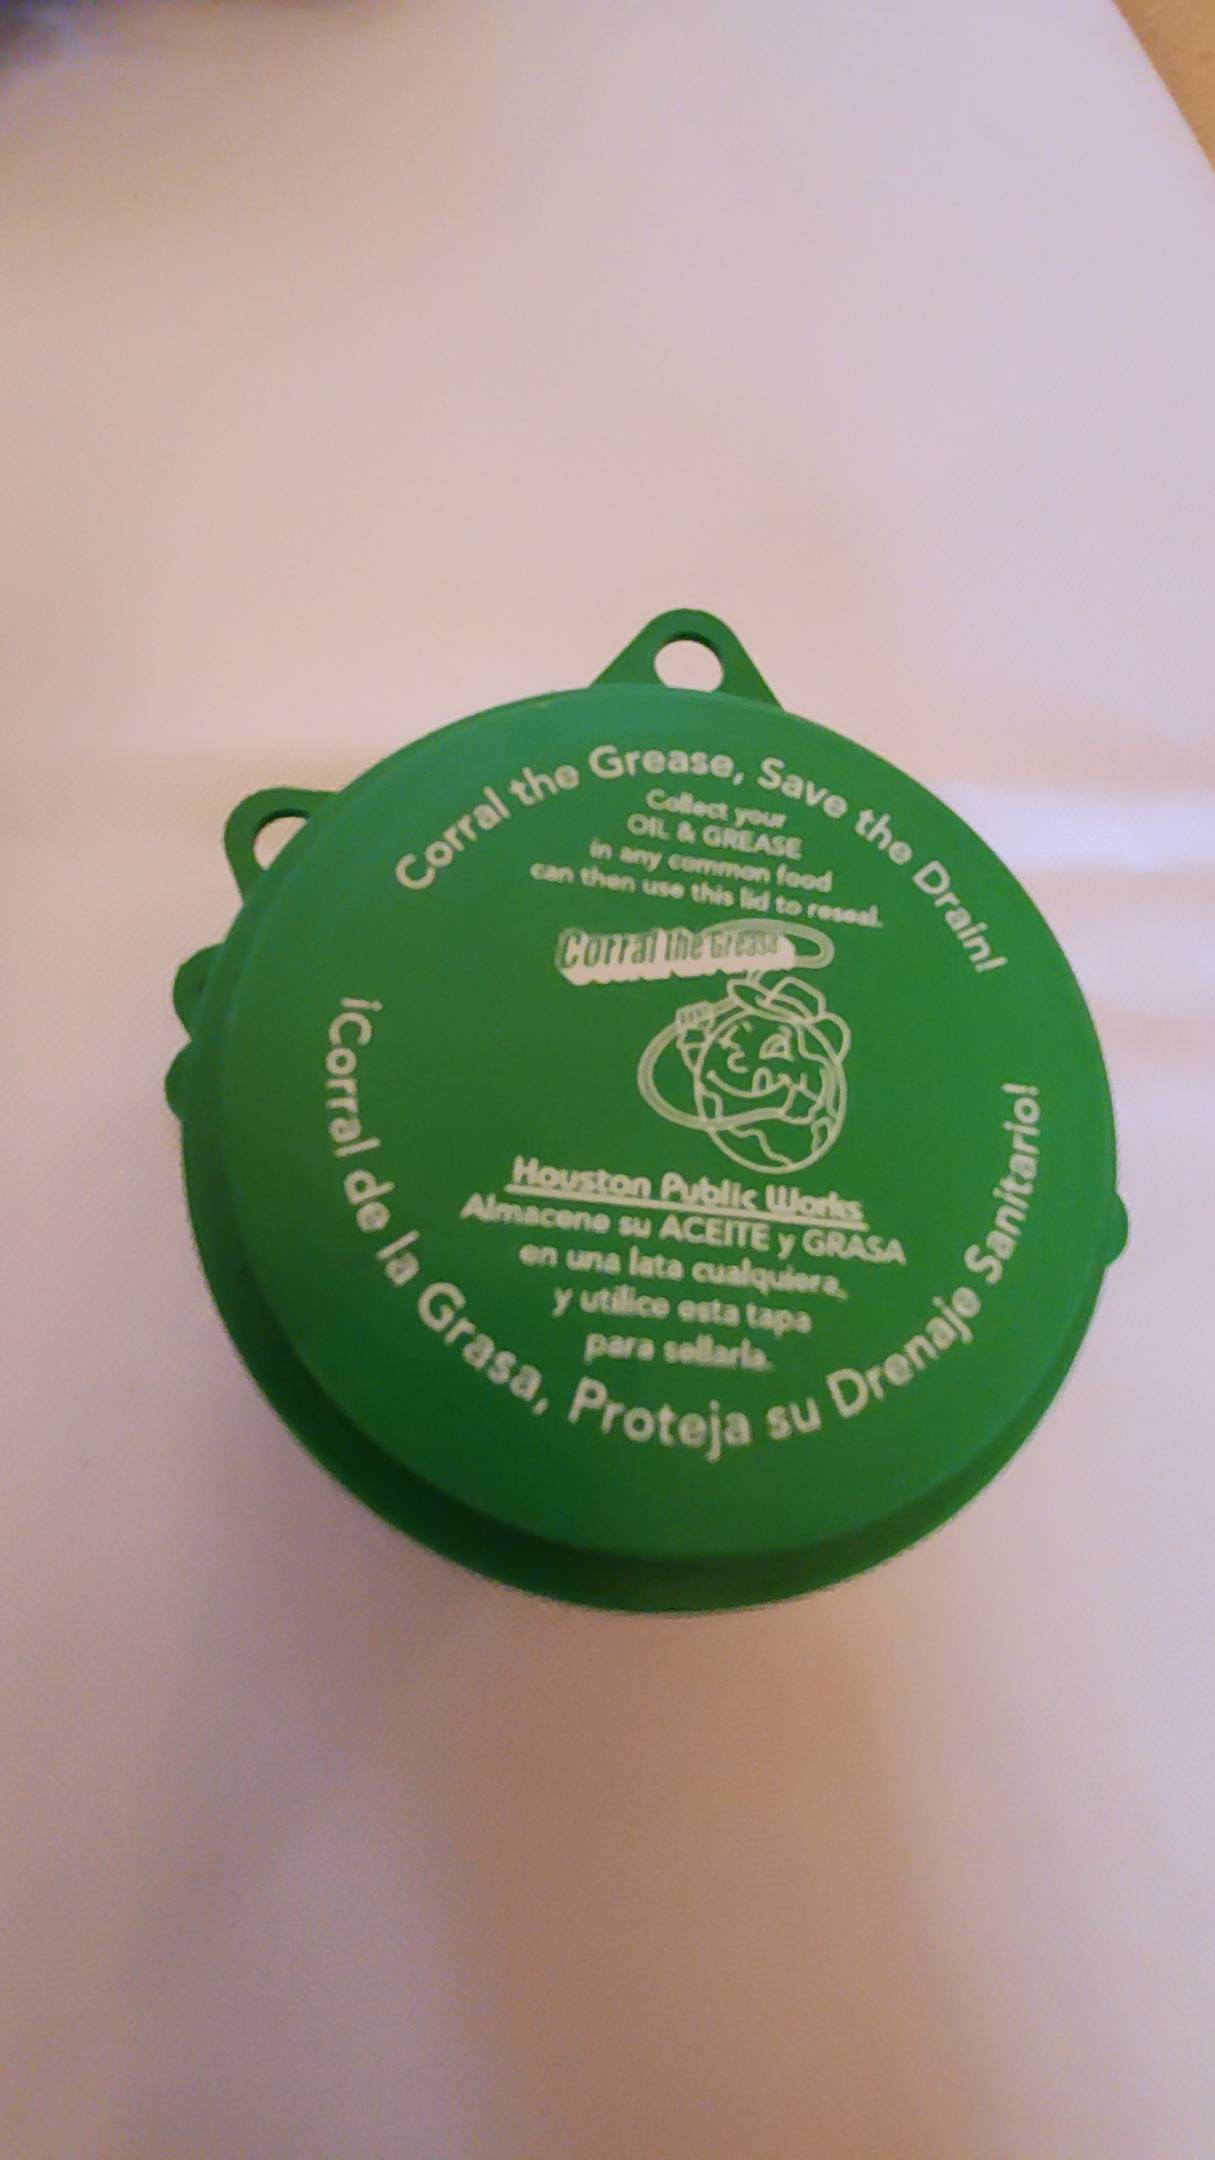 Corral the Grease, Save the Drain!
Collect your
OIL & GREASE
in any common food
can then use this lid to reseal.
Corral the Grease
Houston Public Works
Almacene su ACEITE y GRASA
en una lata cualquiera,
y utilice esta tapa
para sellarla.
¡Corral de la Grasa, Proteja su Drenaje Sanitario!